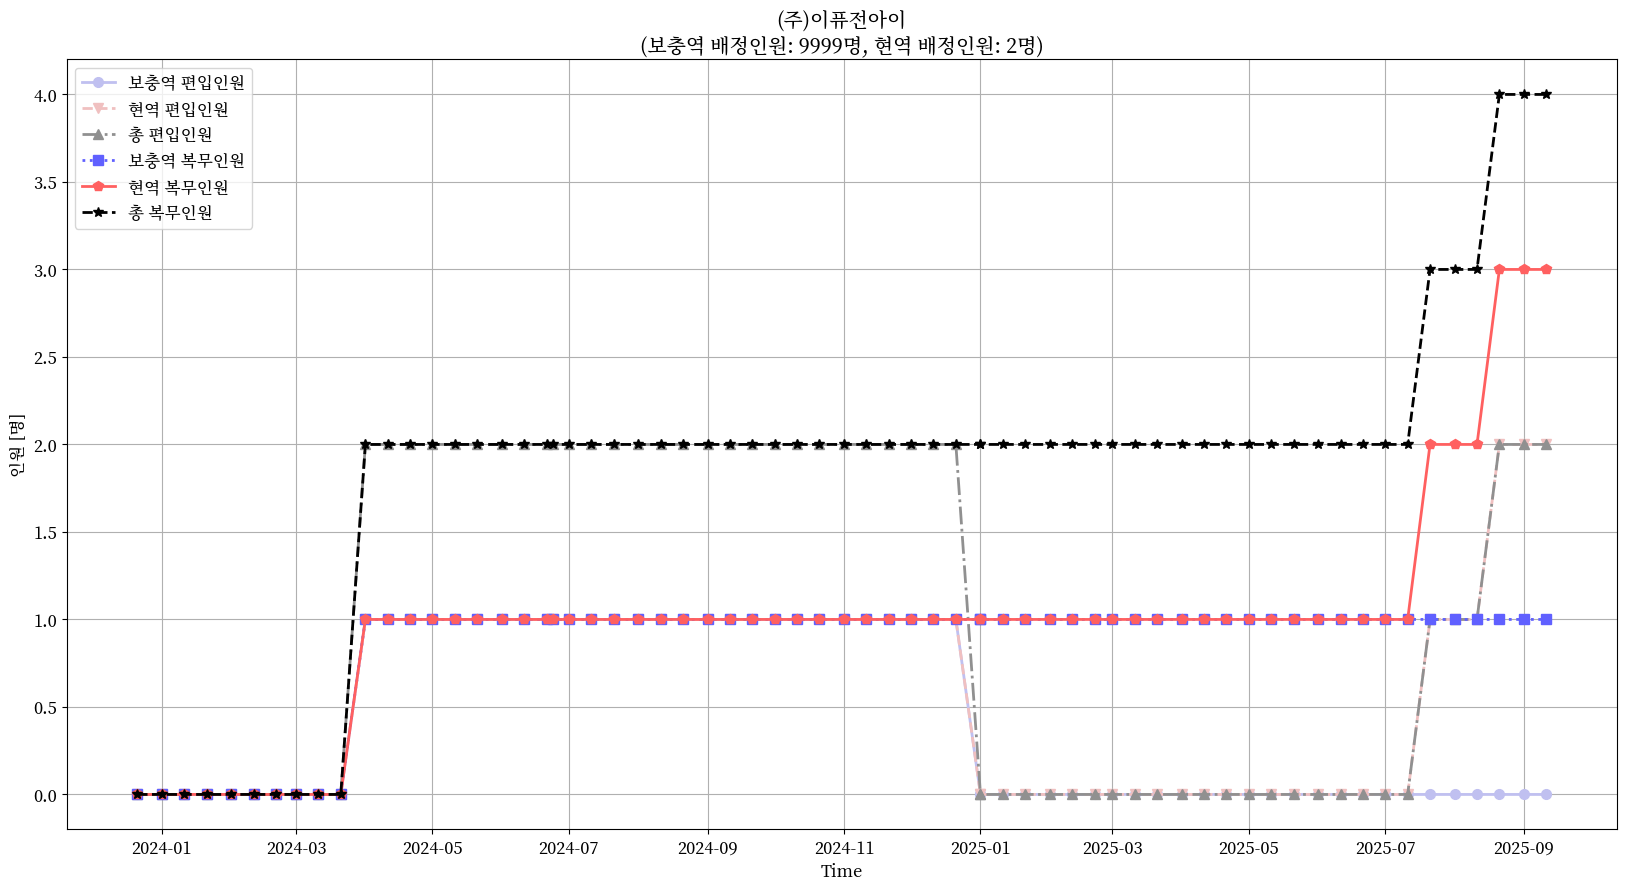 (주)이퓨전아이
(보충역 배정인원: 9999명, 현역 배정인원: 2명)
보충역 편입인원
현역 편입인원
총 편입인원
보충역 복무인원
현역 복무인원
총 복무인원
4.0
3.5
3.0
2.5
2.0
1.5
1.0
0.5
0.0
인원 [명]
2024-01
2024-03
2024-05
2024-07
2024-09
2024-11
2025-01
2025-03
2025-05
2025-07
2025-09
Time